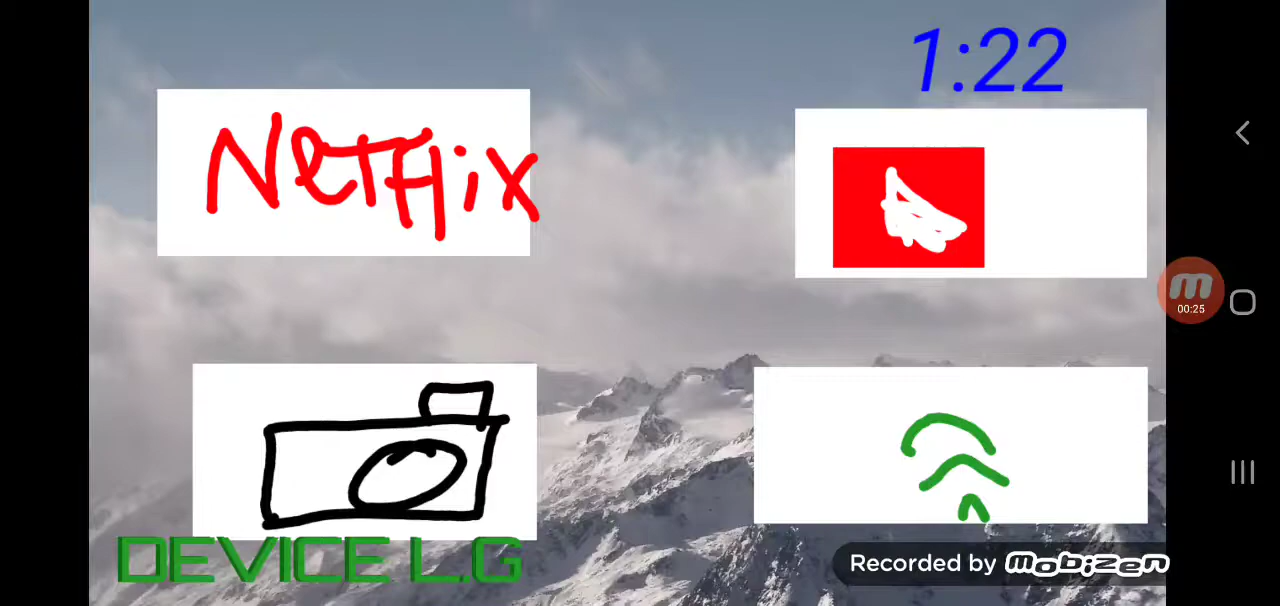 1:22
NetFlix
00:25
DEVICE L.G
Recorded by mobizen